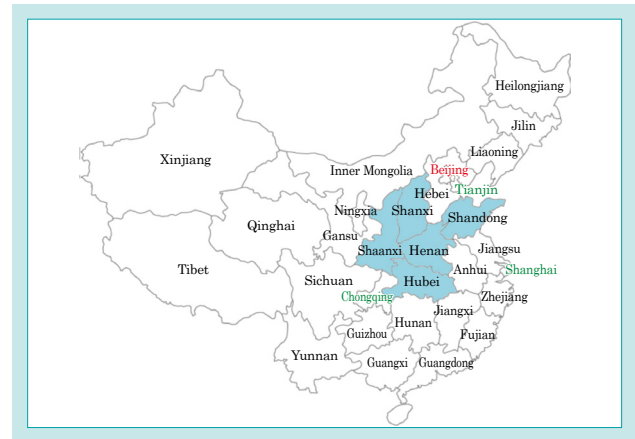 Heilongjiang
Jilin
Liaoning
Xinjiang
Inner Mongolia
Beijing
Tianjin
Hebei
Ningxia
Shanxi
Shandong
Qinghai
Gansu
Shaanxi
Henan
Jiangsu
Tibet
Sichuan
Anhui
Shanghai
Hubei
Chongqing
Zhejiang
Jiangxi
Hunan
Guizhou
Fujian
Yunnan
Guangxi
Guangdong